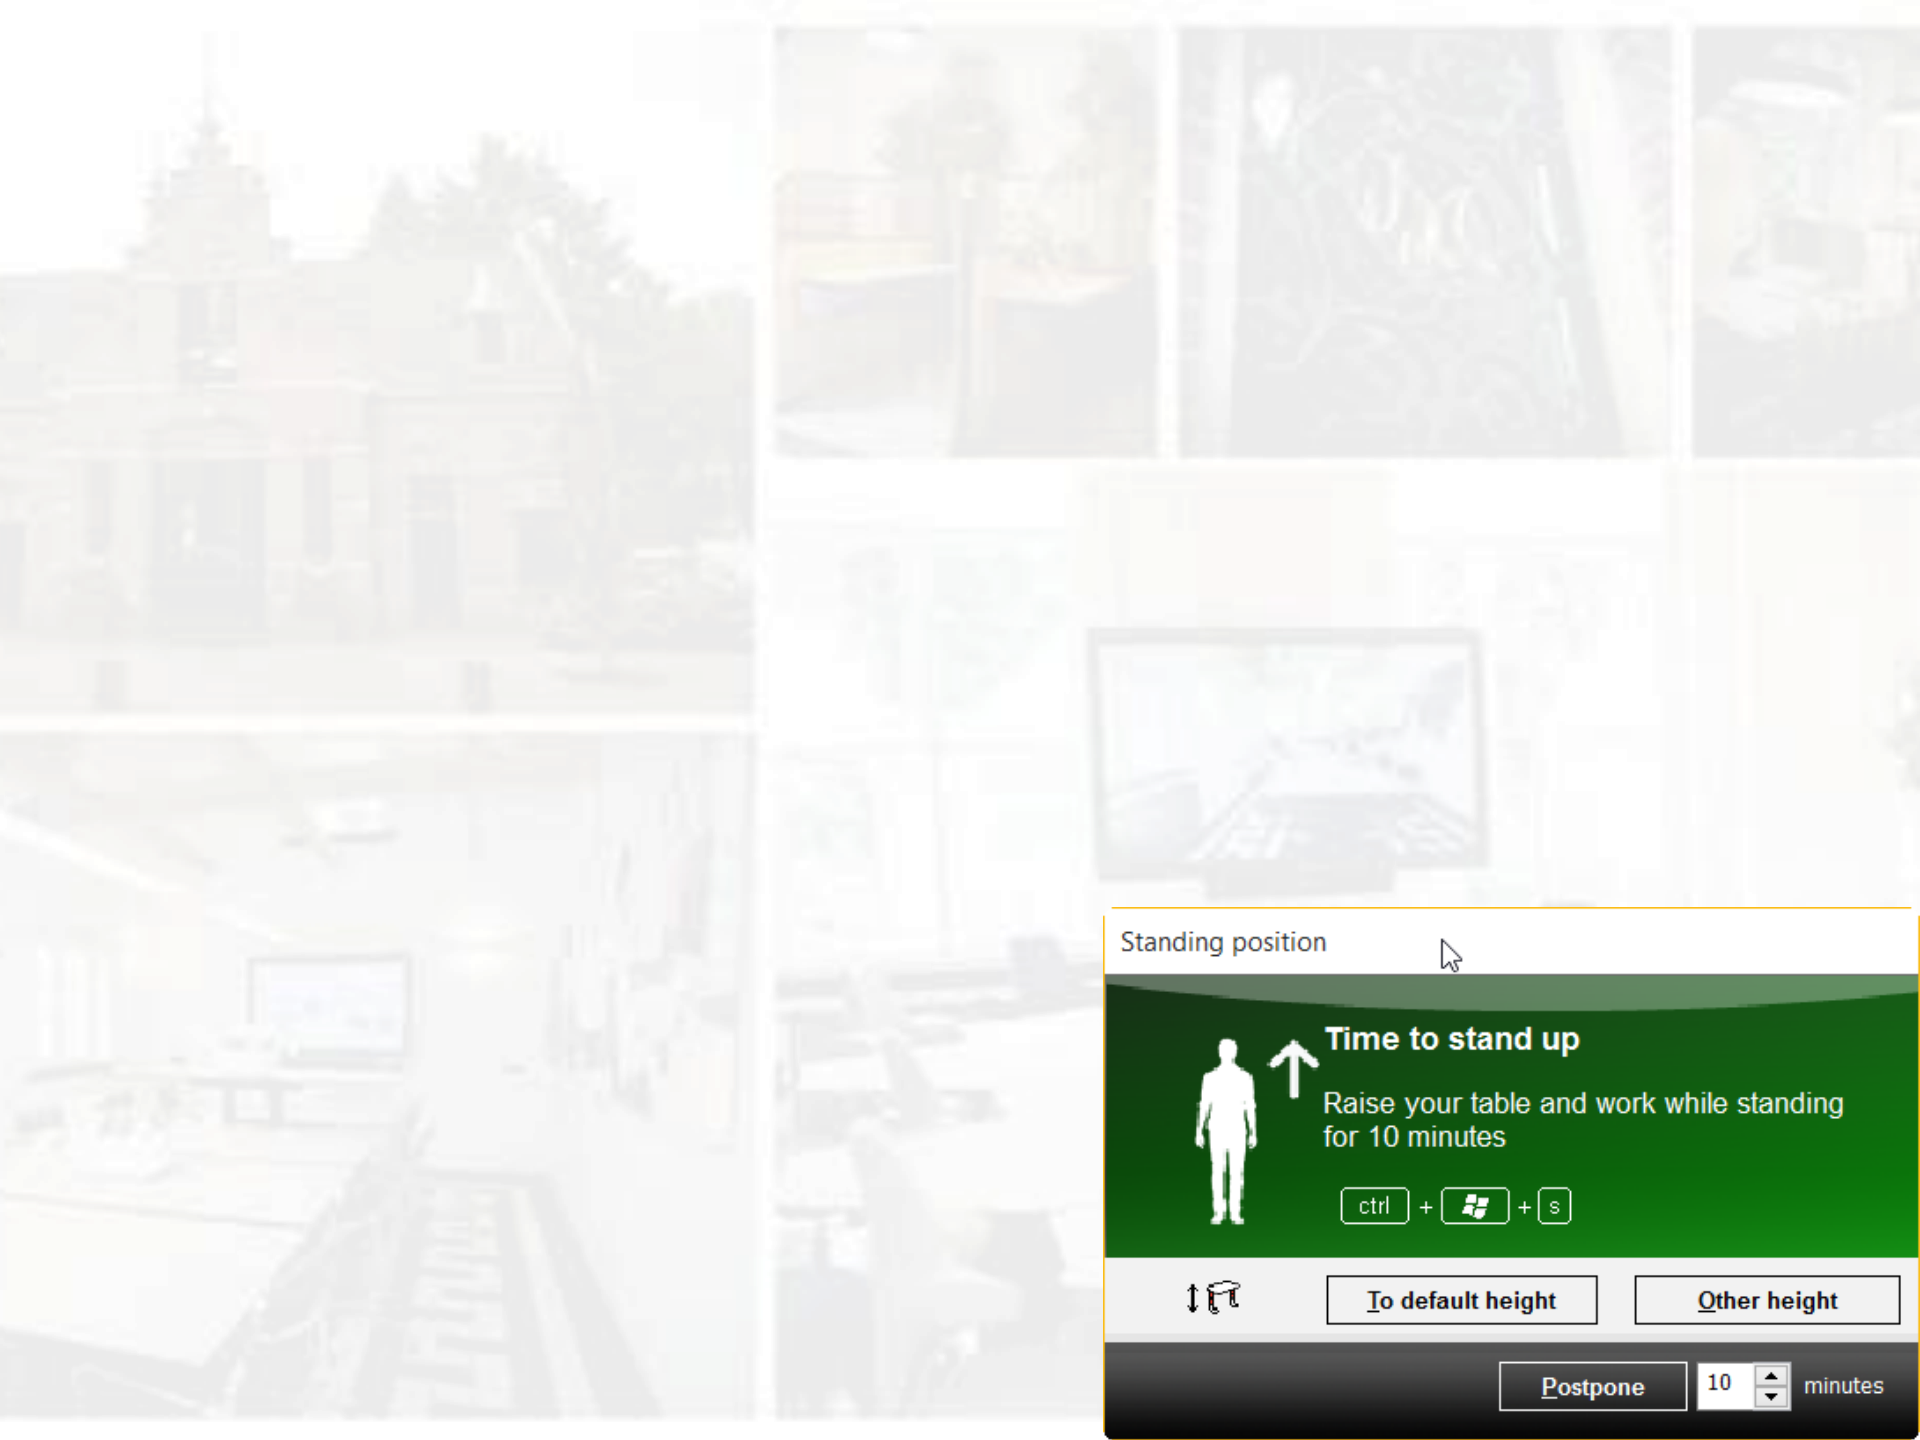 Standing position
Time to stand up
Raise your table and work while standing
for 10 minutes
ctrl + + s
To default height Other height
Postpone 10 minutes